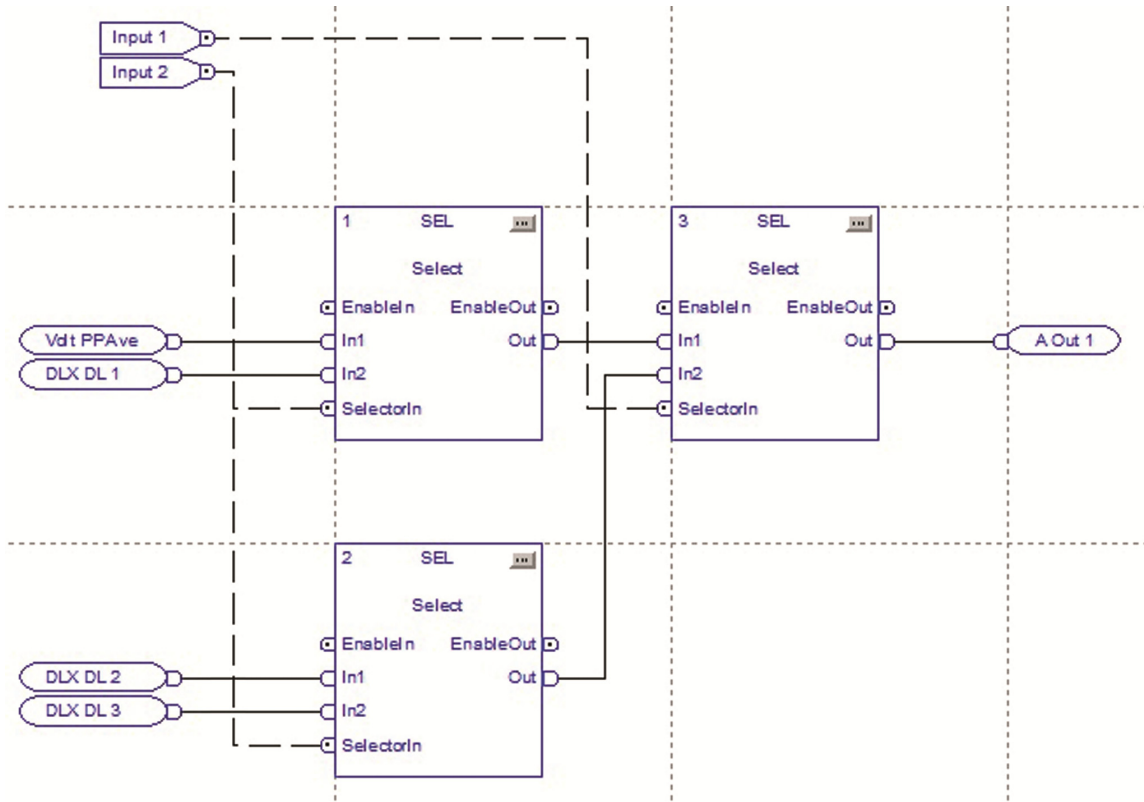 Input 1
Input 2
1 SEL ...
Select
EnableIn EnableOut
In1 Out
In2
SelectorIn
3 SEL ...
Select
EnableIn EnableOut
In1 Out
In2
SelectorIn
Vdlt PPAve
DLX DL 1
A Out 1
2 SEL ...
Select
EnableIn EnableOut
In1 Out
In2
SelectorIn
DLX DL 2
DLX DL 3